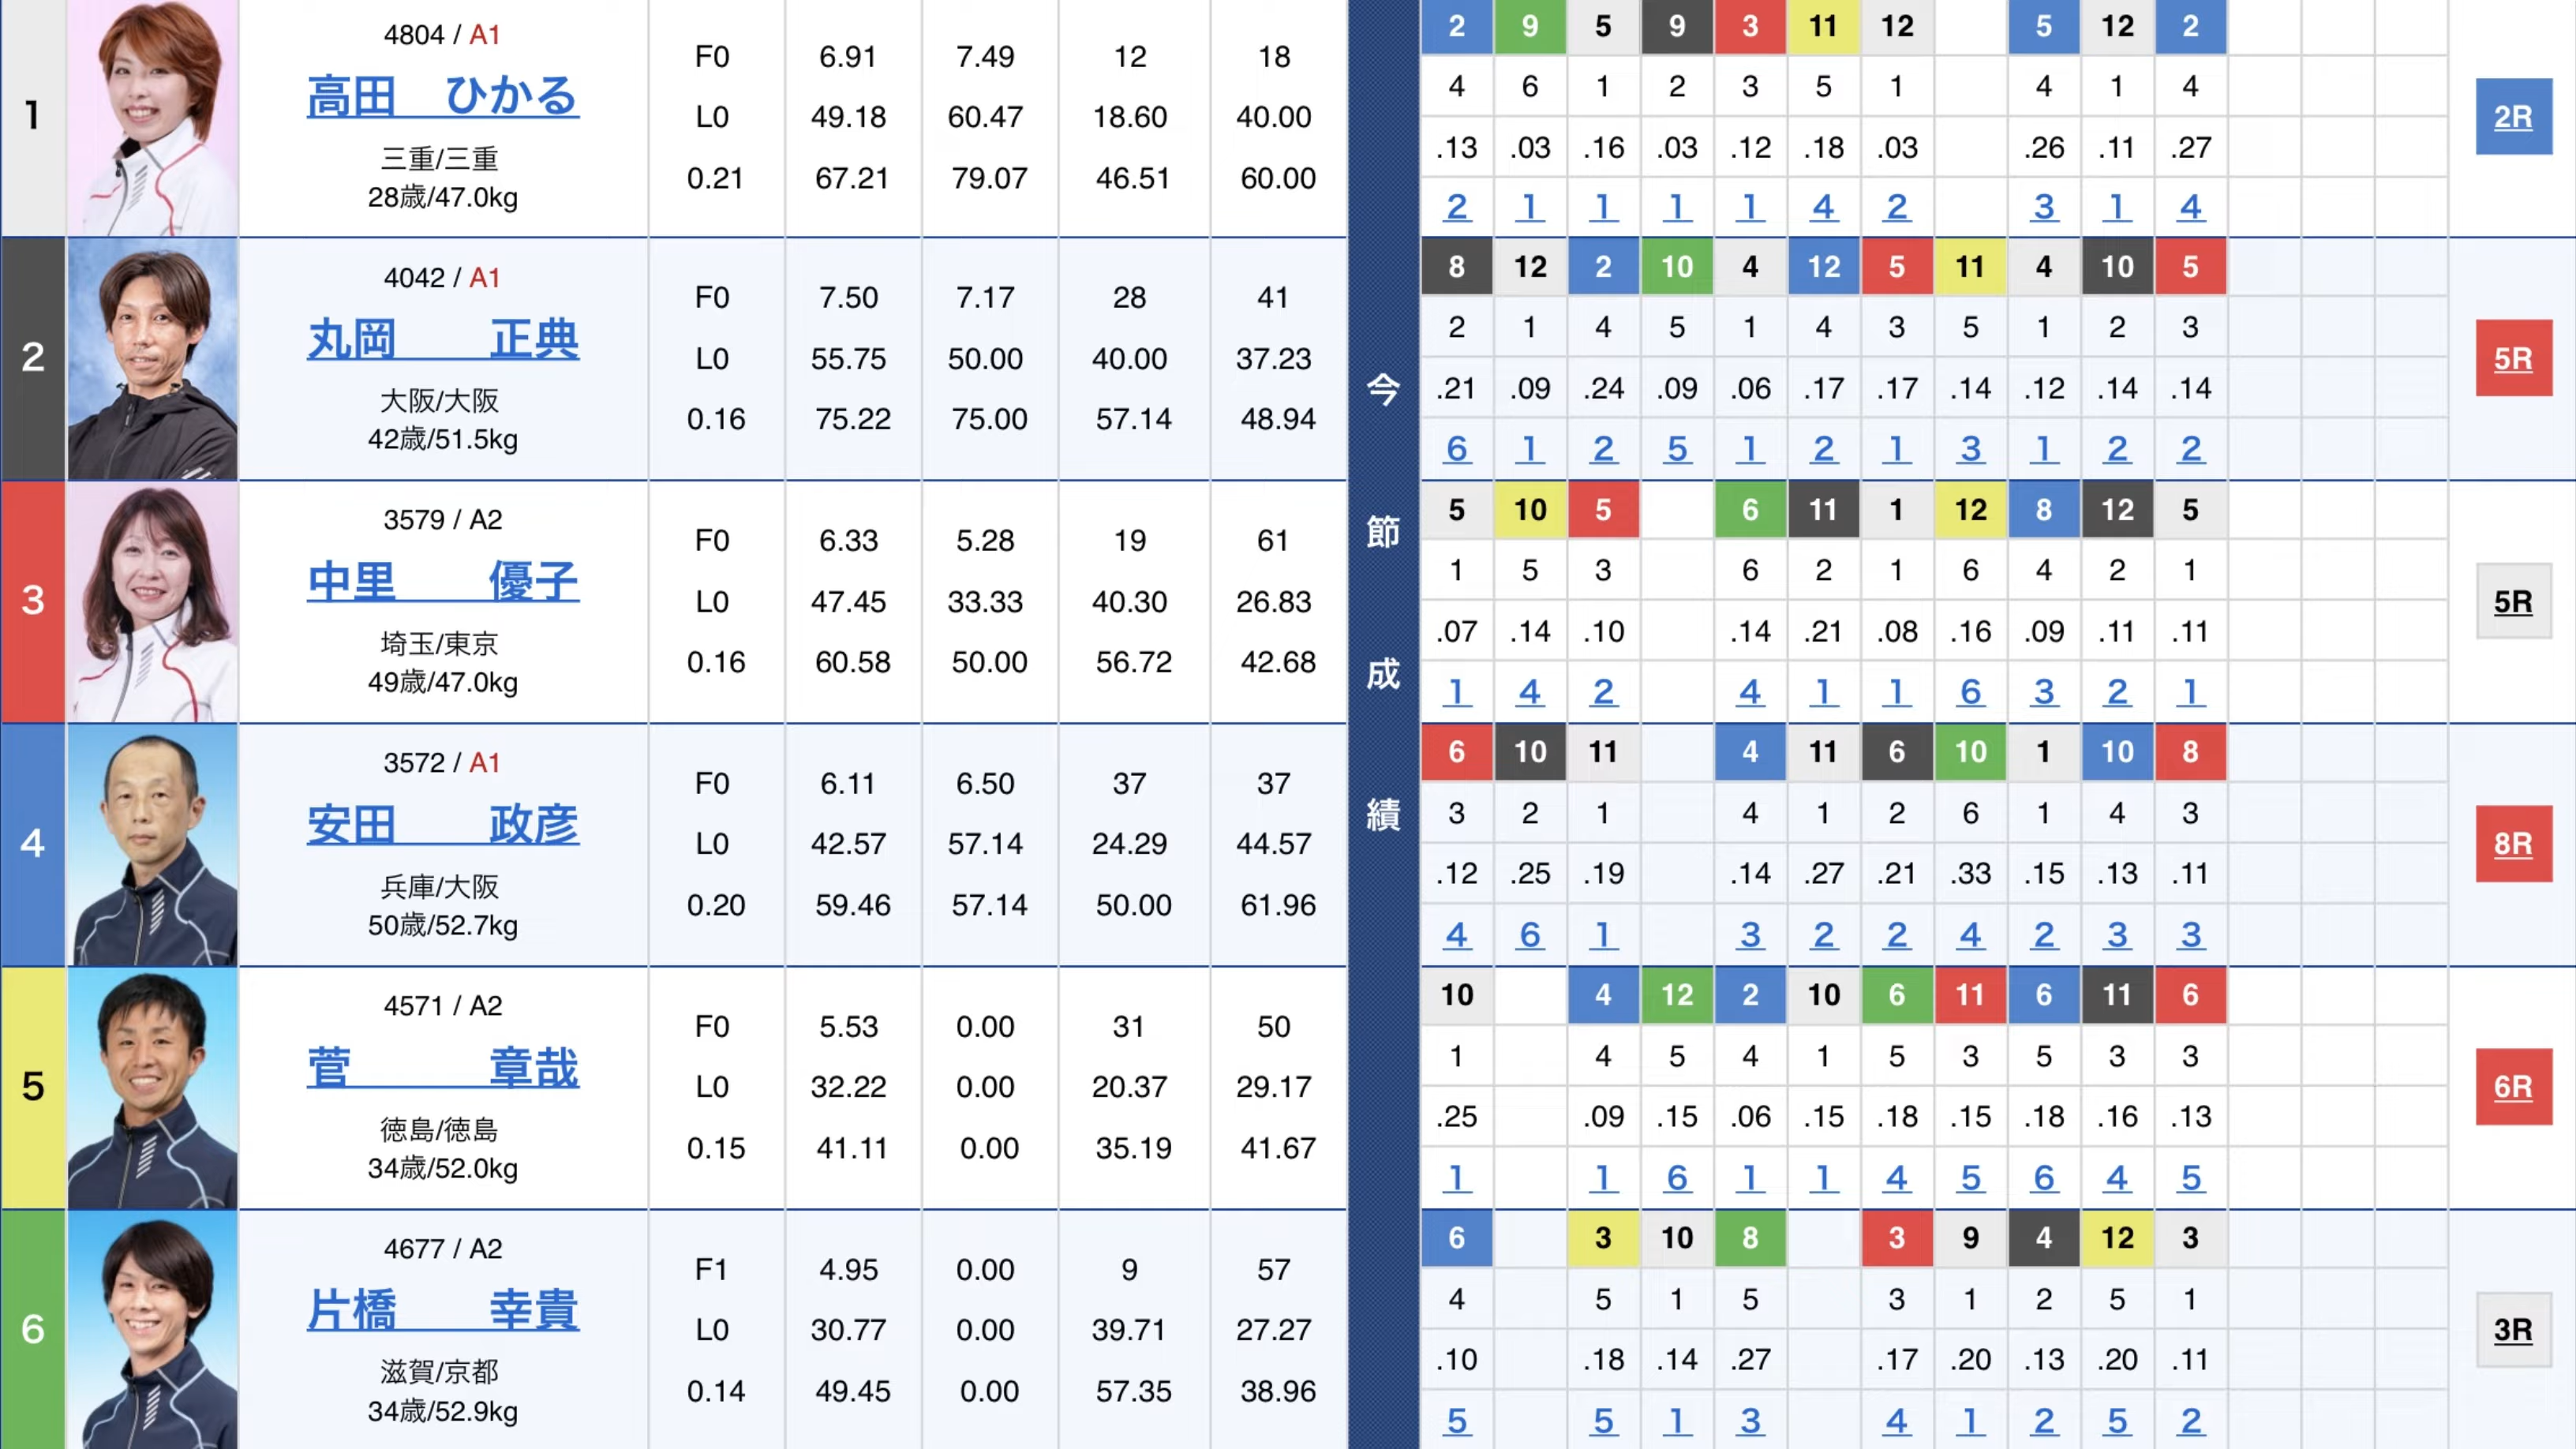 1
4804 / A1
高田 ひかる
三重/三重
28歳/47.0kg
F0 6.91 7.49 12 18
L0 49.18 60.47 18.60 40.00
0.21 67.21 79.07 46.51 60.00
2 9 5 9 3 11 12 5 12 2
4 6 1 2 3 5 1 4 1 4
.13 .03 .16 .03 .12 .18 .03 .26 .11 .27
2 1 1 1 1 4 2 3 1 4
2R
2
4042 / A1
丸岡 正典
大阪/大阪
42歳/51.5kg
F0 7.50 7.17 28 41
L0 55.75 50.00 40.00 37.23
0.16 75.22 75.00 57.14 48.94
8 12 2 10 4 12 5 11 4 10 5
2 1 4 5 1 4 3 5 1 2 3
.21 .09 .24 .09 .06 .17 .17 .14 .12 .14 .14
6 1 2 5 1 2 1 3 1 2 2
5R
今節成績
3
3579 / A2
中里 優子
埼玉/東京
49歳/47.0kg
F0 6.33 5.28 19 61
L0 47.45 33.33 40.30 26.83
0.16 60.58 50.00 56.72 42.68
5 10 5 6 11 1 12 8 12 5
1 5 3 6 2 1 6 4 2 1
.07 .14 .10 .14 .21 .08 .16 .09 .11 .11
1 4 2 4 1 1 6 3 2 1
5R
4
3572 / A1
安田 政彦
兵庫/大阪
50歳/52.7kg
F0 6.11 6.50 37 37
L0 42.57 57.14 24.29 44.57
0.20 59.46 57.14 50.00 61.96
6 10 11 4 11 6 10 1 10 8
3 2 1 4 1 2 6 1 4 3
.12 .25 .19 .14 .27 .21 .33 .15 .13 .11
4 6 1 3 2 2 4 2 3 3
8R
5
4571 / A2
菅 章哉
徳島/徳島
34歳/52.0kg
F0 5.53 0.00 31 50
L0 32.22 0.00 20.37 29.17
0.15 41.11 0.00 35.19 41.67
10 4 12 2 10 6 11 6 11 6
1 4 5 4 1 5 3 5 3 3
.25 .09 .15 .06 .15 .18 .15 .18 .16 .13
1 1 6 1 1 4 5 6 4 5
6R
6
4677 / A2
片橋 幸貴
滋賀/京都
34歳/52.9kg
F1 4.95 0.00 9 57
L0 30.77 0.00 39.71 27.27
0.14 49.45 0.00 57.35 38.96
6 3 10 8 3 9 4 12 3
4 5 1 5 3 1 2 5 1
.10 .18 .14 .27 .17 .20 .13 .20 .11
5 5 1 3 4 1 2 5 2
3R